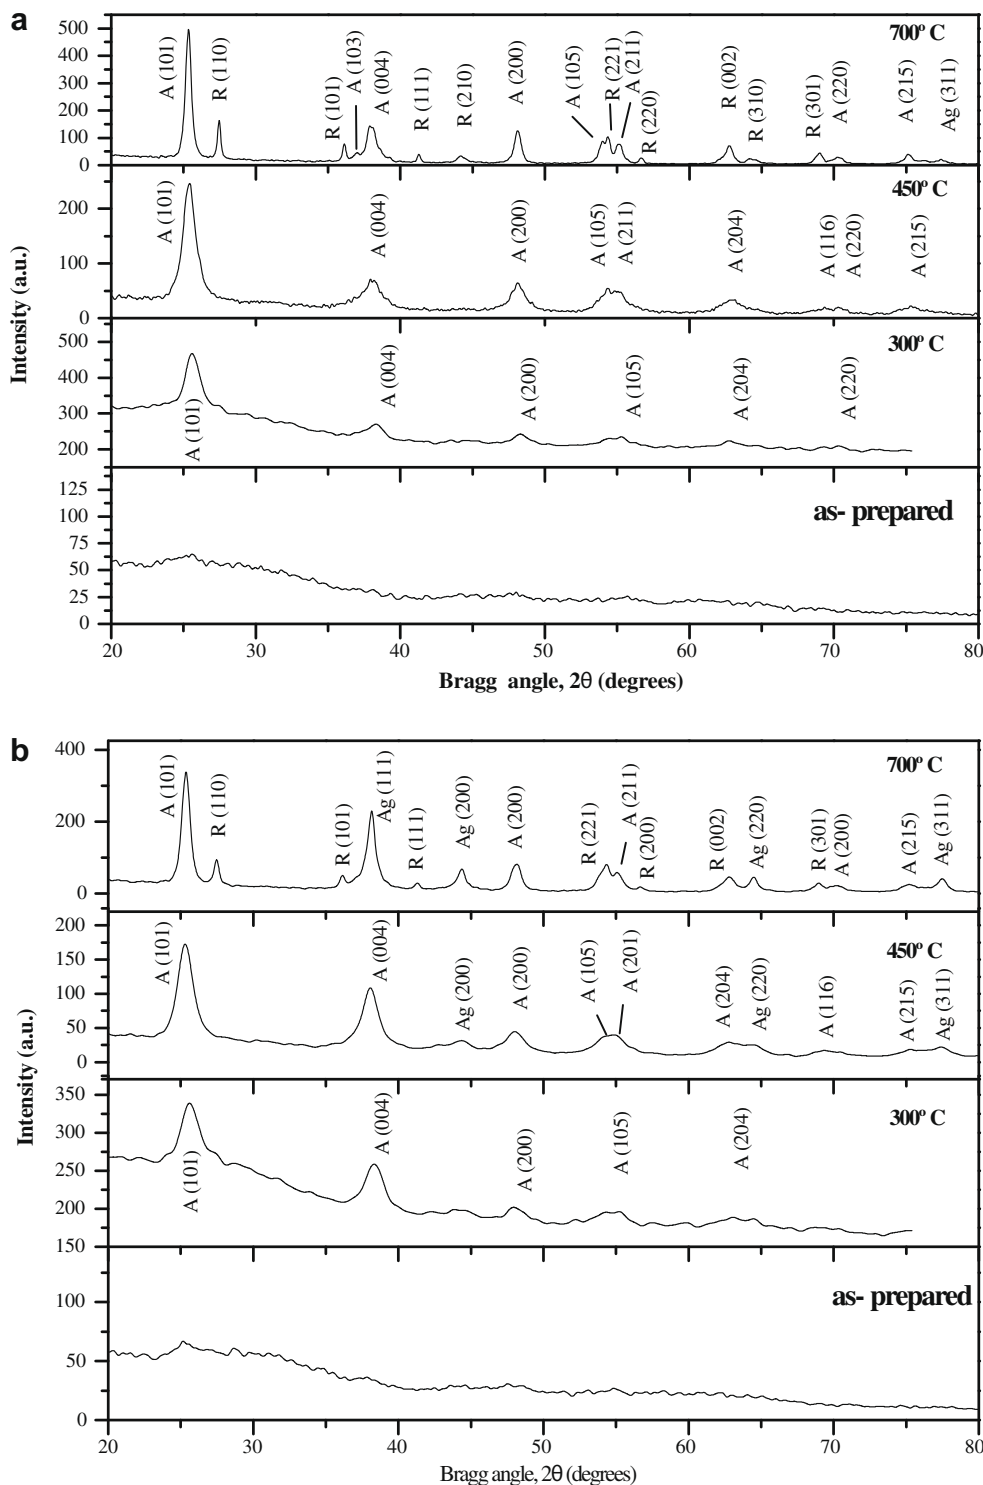 a
700º C
A (101)
R (110)
R (101)
A (103)
A (004)
R (111)
R (210)
A (200)
A (105)
R (221)
A (211)
R (220)
R (002)
R (310)
R (301)
A (220)
A (215)
Ag (311)
500
400
300
200
100
0
450º C
A (101)
A (004)
A (200)
A (105)
A (211)
A (204)
A (116)
A (220)
A (215)
200
100
0
300º C
A (101)
A (004)
A (200)
A (105)
A (204)
A (220)
500
400
300
200
as- prepared
125
100
75
50
25
0
Intensity (a.u.)
20 30 40 50 60 70 80
Bragg angle, 2θ (degrees)
b
700º C
A (101)
R (110)
R (101)
Ag (111)
R (111)
Ag (200)
A (200)
R (221)
A (211)
R (200)
R (002)
Ag (220)
R (301)
A (200)
A (215)
Ag (311)
400
200
0
450º C
A (101)
A (004)
Ag (200)
A (200)
A (105)
A (201)
A (204)
Ag (220)
A (116)
A (215)
Ag (311)
200
150
100
50
0
300º C
A (101)
A (004)
A (200)
A (105)
A (204)
350
300
250
200
150
as- prepared
100
50
0
Intensity (a.u.)
20 30 40 50 60 70 80
Bragg angle, 2θ (degrees)